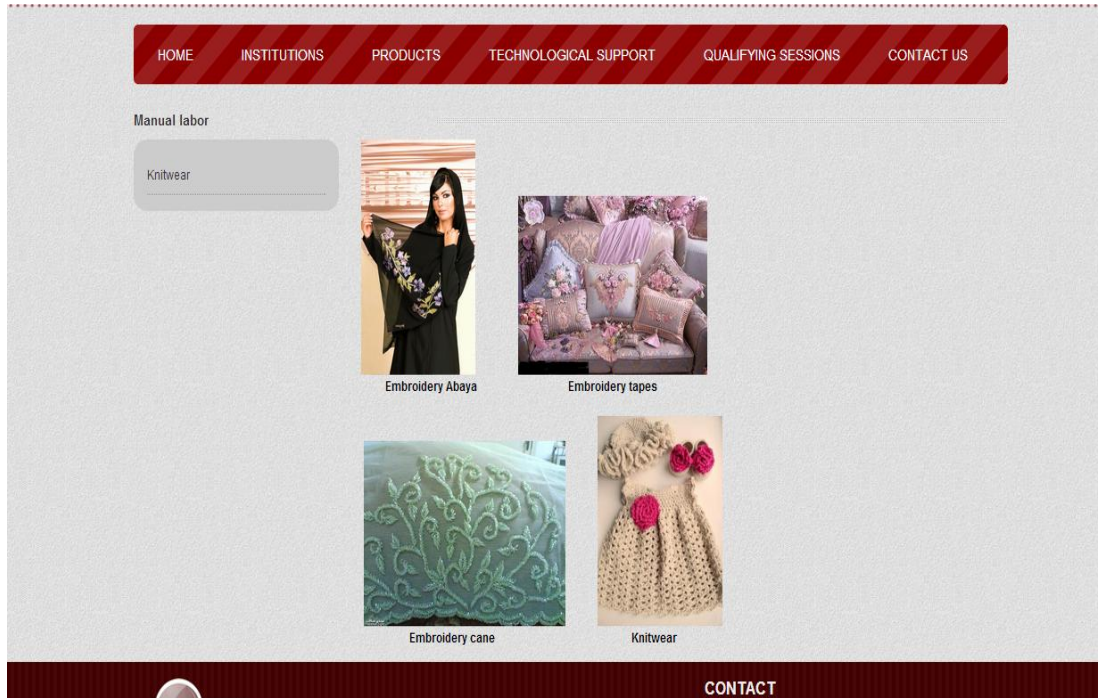 HOME INSTITUTIONS PRODUCTS TECHNOLOGICAL SUPPORT QUALIFYING SESSIONS CONTACT US
Manual labor
Knitwear
Embroidery Abaya Embroidery tapes
Embroidery cane Knitwear
CONTACT